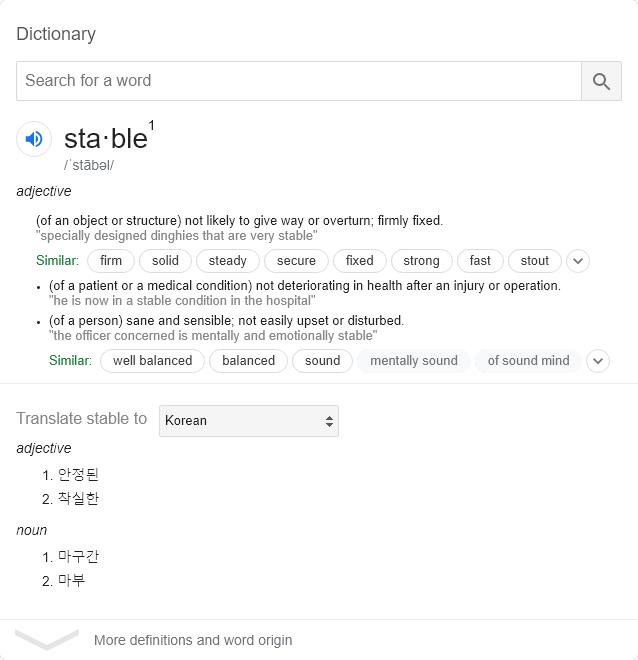 Dictionary
Search for a word
sta·ble1
/ˈstābəl/
adjective
(of an object or structure) not likely to give way or overturn; firmly fixed.
"specially designed dinghies that are very stable"
Similar: firm solid steady secure fixed strong fast stout
• (of a patient or a medical condition) not deteriorating in health after an injury or operation.
"he is now in a stable condition in the hospital"
• (of a person) sane and sensible; not easily upset or disturbed.
"the officer concerned is mentally and emotionally stable"
Similar: well balanced balanced sound mentally sound of sound mind
Translate stable to Korean
adjective
1. 안정된
2. 착실한
noun
1. 마구간
2. 마부
More definitions and word origin